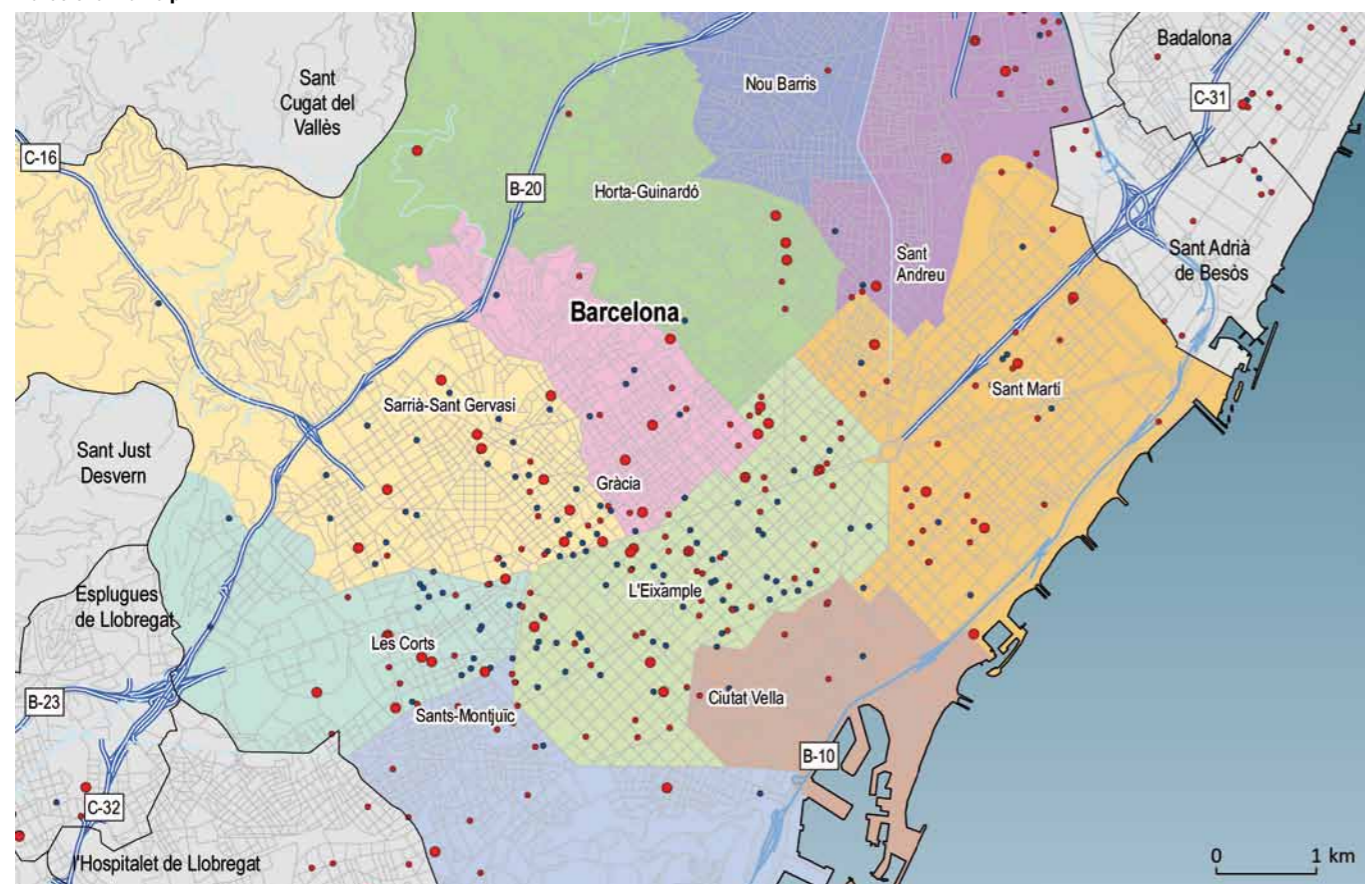 Badalona
Nou Barris
Sant
Cugat del
Vallès
C-31
C-16
B-20
Horta-Guinardó
Sant
Andreu
Sant Adrià
de Besòs
Barcelona
Sant Martí
Sarrià-Sant Gervasi
Sant Just
Desvern
Gràcia
L'Eixample
Esplugues
de Llobregat
Les Corts
Ciutat Vella
B-23
Sants-Montjuïc
B-10
C-32
l'Hospitalet de Llobregat
0 1 km